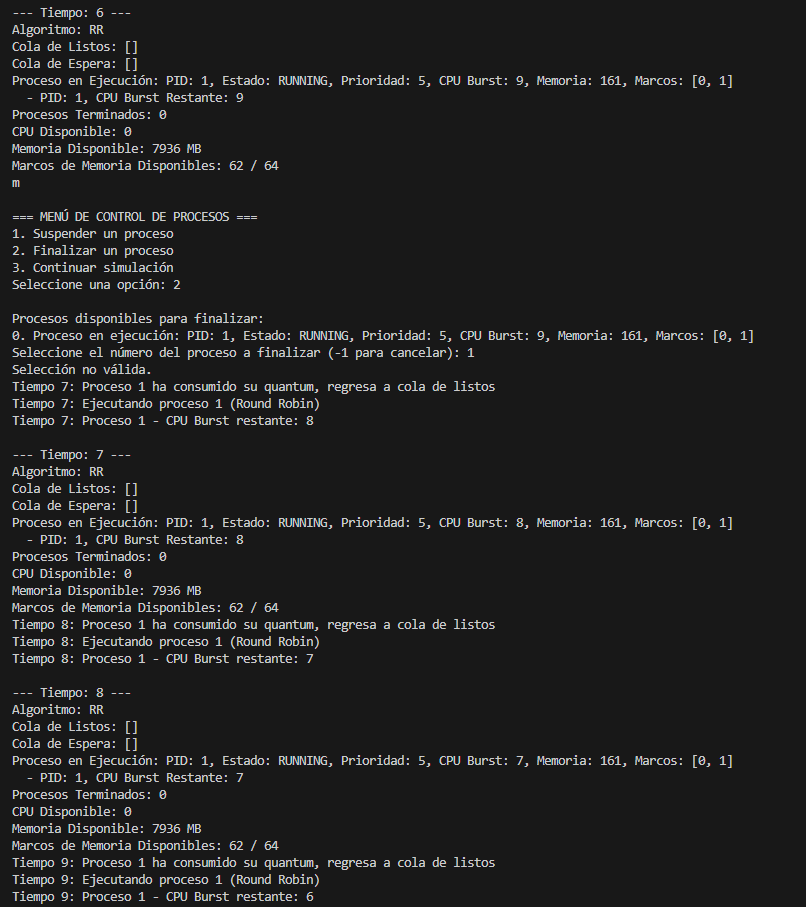 --- Tiempo: 6 ---
Algoritmo: RR
Cola de Listos: []
Cola de Espera: []
Proceso en Ejecución: PID: 1, Estado: RUNNING, Prioridad: 5, CPU Burst: 9, Memoria: 161, Marcos: [0, 1]
  - PID: 1, CPU Burst Restante: 9
Procesos Terminados: 0
CPU Disponible: 0
Memoria Disponible: 7936 MB
Marcos de Memoria Disponibles: 62 / 64
m

=== MENÚ DE CONTROL DE PROCESOS ===
1. Suspender un proceso
2. Finalizar un proceso
3. Continuar simulación
Seleccione una opción: 2

Procesos disponibles para finalizar:
0. Proceso en ejecución: PID: 1, Estado: RUNNING, Prioridad: 5, CPU Burst: 9, Memoria: 161, Marcos: [0, 1]
Seleccione el número del proceso a finalizar (-1 para cancelar): 1
Selección no válida.
Tiempo 7: Proceso 1 ha consumido su quantum, regresa a cola de listos
Tiempo 7: Ejecutando proceso 1 (Round Robin)
Tiempo 7: Proceso 1 - CPU Burst restante: 8

--- Tiempo: 7 ---
Algoritmo: RR
Cola de Listos: []
Cola de Espera: []
Proceso en Ejecución: PID: 1, Estado: RUNNING, Prioridad: 5, CPU Burst: 8, Memoria: 161, Marcos: [0, 1]
  - PID: 1, CPU Burst Restante: 8
Procesos Terminados: 0
CPU Disponible: 0
Memoria Disponible: 7936 MB
Marcos de Memoria Disponibles: 62 / 64
Tiempo 8: Proceso 1 ha consumido su quantum, regresa a cola de listos
Tiempo 8: Ejecutando proceso 1 (Round Robin)
Tiempo 8: Proceso 1 - CPU Burst restante: 7

--- Tiempo: 8 ---
Algoritmo: RR
Cola de Listos: []
Cola de Espera: []
Proceso en Ejecución: PID: 1, Estado: RUNNING, Prioridad: 5, CPU Burst: 7, Memoria: 161, Marcos: [0, 1]
  - PID: 1, CPU Burst Restante: 7
Procesos Terminados: 0
CPU Disponible: 0
Memoria Disponible: 7936 MB
Marcos de Memoria Disponibles: 62 / 64
Tiempo 9: Proceso 1 ha consumido su quantum, regresa a cola de listos
Tiempo 9: Ejecutando proceso 1 (Round Robin)
Tiempo 9: Proceso 1 - CPU Burst restante: 6